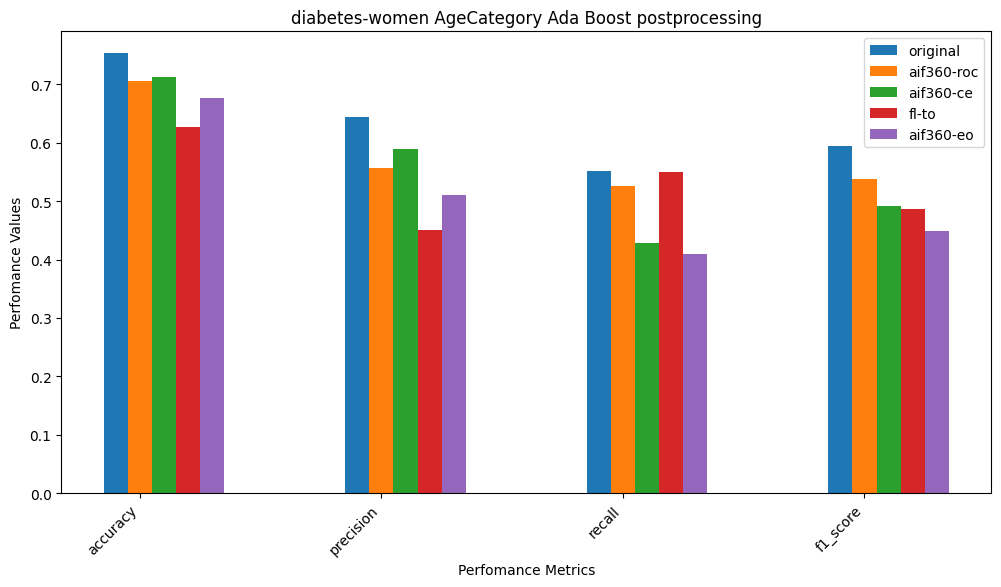 diabetes-women AgeCategory Ada Boost postprocessing
original
aif360-roc
aif360-ce
fl-to
aif360-eo
Perfomance Values
0.7
0.6
0.5
0.4
0.3
0.2
0.1
0.0
accuracy
precision
recall
f1_score
Perfomance Metrics